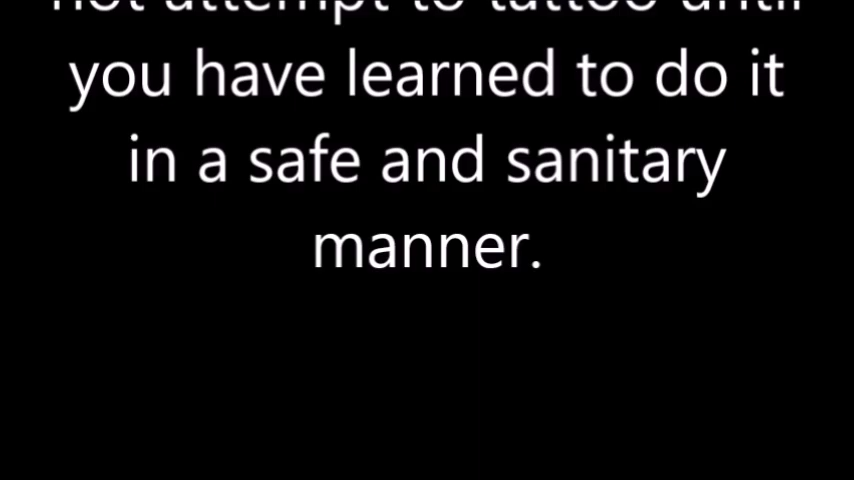 not attempt to tattoo until
you have learned to do it
in a safe and sanitary
manner.